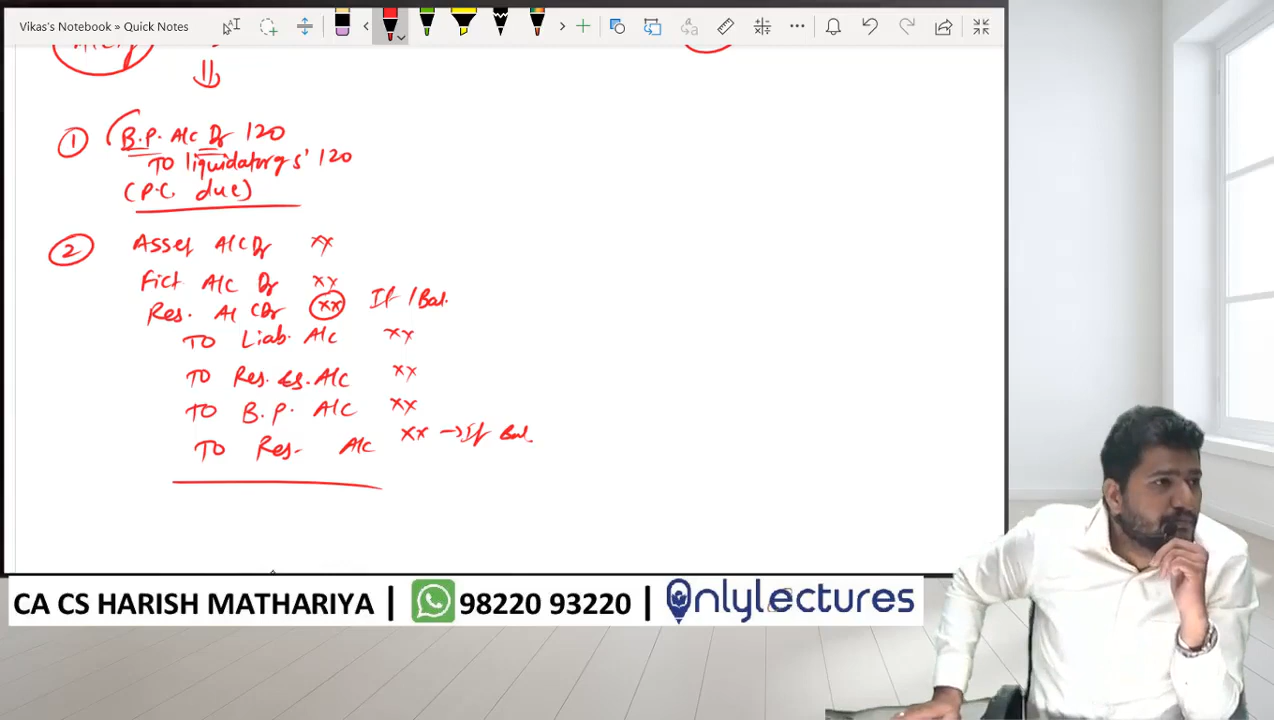 Vikas's Notebook » Quick Notes
① B.P. A/c Dr 120
To liquidator of S' 120
(P.C. due)
② Asset A/c Dr xx
Fict A/c Dr xx
Res. A/c Dr xx If / Bal.
To Liab. A/c xx
To Res. & S. A/c xx
To B.P. A/c xx
To Res. A/c xx → If Bal.
CA CS HARISH MATHARIYA | 98220 93220 | Onlylectures